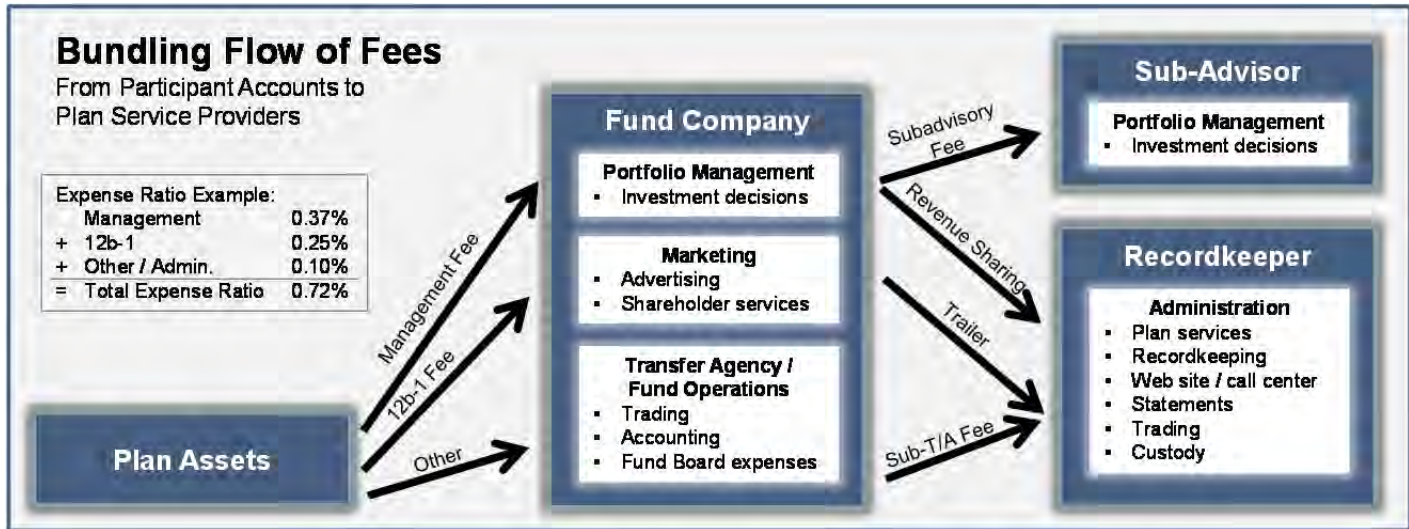 Bundling Flow of Fees
From Participant Accounts to
Plan Service Providers
Expense Ratio Example:
Management 0.37%
+ 12b-1 0.25%
+ Other / Admin. 0.10%
= Total Expense Ratio 0.72%
Plan Assets
Management Fee
12b-1 Fee
Other
Fund Company
Portfolio Management
▪ Investment decisions
Marketing
▪ Advertising
▪ Shareholder services
Transfer Agency /
Fund Operations
▪ Trading
▪ Accounting
▪ Fund Board expenses
Subadvisory
Fee
Revenue Sharing
Trailer
Sub-T/A Fee
Sub-Advisor
Portfolio Management
▪ Investment decisions
Recordkeeper
Administration
▪ Plan services
▪ Recordkeeping
▪ Web site / call center
▪ Statements
▪ Trading
▪ Custody